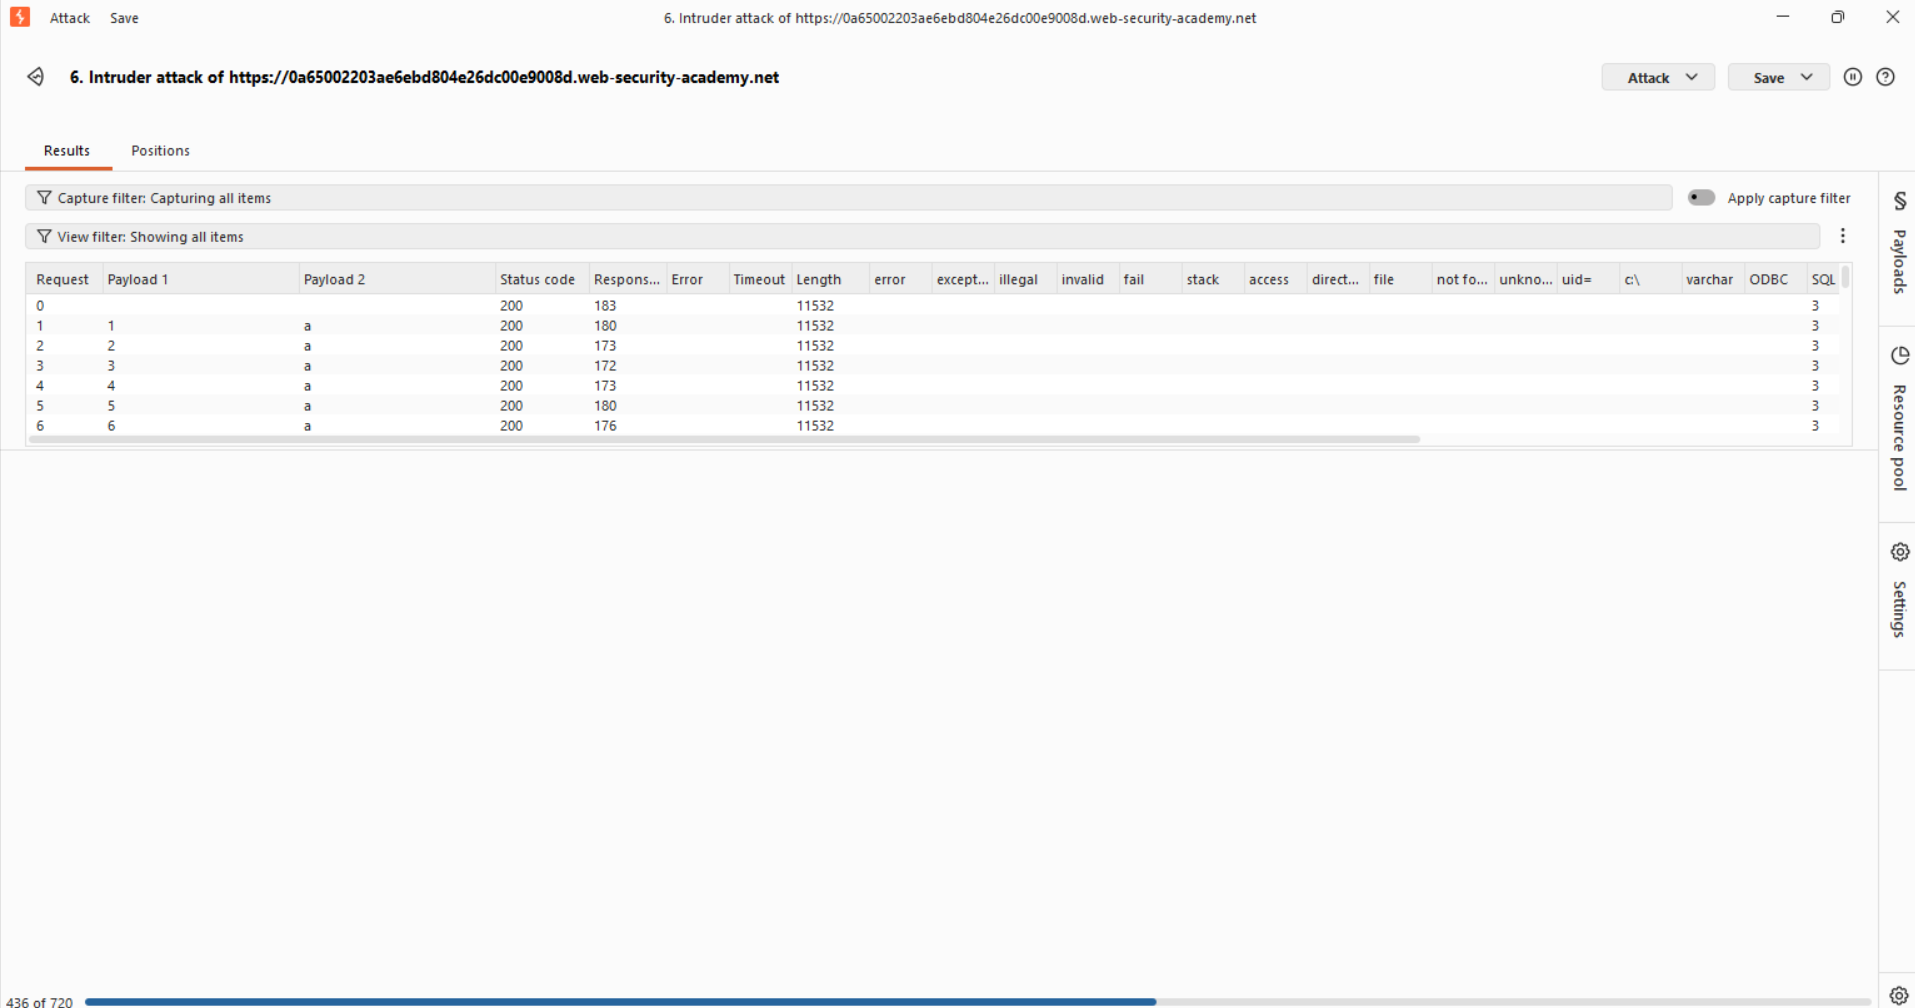 Attack Save 6. Intruder attack of https://0a65002203ae6ebd804e26dc00e9008d.web-security-academy.net
6. Intruder attack of https://0a65002203ae6ebd804e26dc00e9008d.web-security-academy.net Attack Save
Results Positions
Capture filter: Capturing all items Apply capture filter
View filter: Showing all items
Request Payload 1 Payload 2 Status code Respons... Error Timeout Length error except... illegal invalid fail stack access direct... file not fo... unkno... uid= c:\ varchar ODBC SQL
0 200 183 11532 3
1 1 a 200 180 11532 3
2 2 a 200 173 11532 3
3 3 a 200 172 11532 3
4 4 a 200 173 11532 3
5 5 a 200 180 11532 3
6 6 a 200 176 11532 3
Payloads
Resource pool
Settings
436 of 720